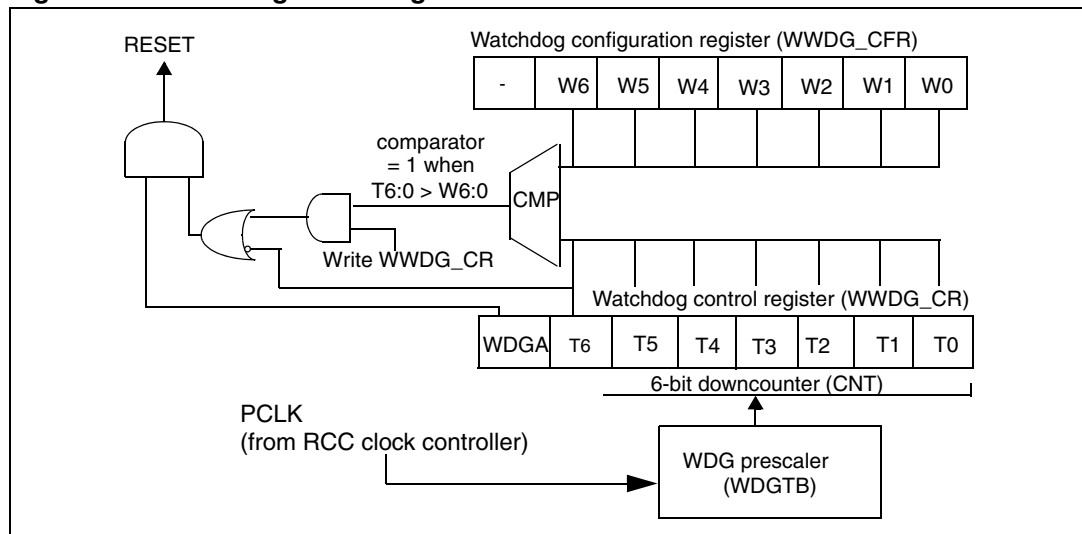 RESET
Watchdog configuration register (WWDG_CFR)
- W6 W5 W4 W3 W2 W1 W0
comparator
= 1 when
T6:0 > W6:0
CMP
Write WWDG_CR
Watchdog control register (WWDG_CR)
WDGA T6 T5 T4 T3 T2 T1 T0
6-bit downcounter (CNT)
PCLK
(from RCC clock controller)
WDG prescaler
(WDGTB)